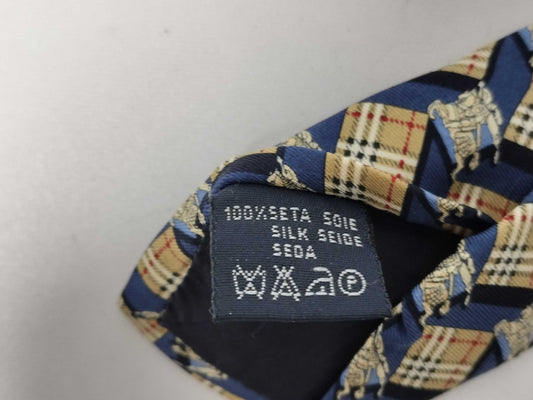 100%SETA SOIE
SILK SEIDE
SEDA
P